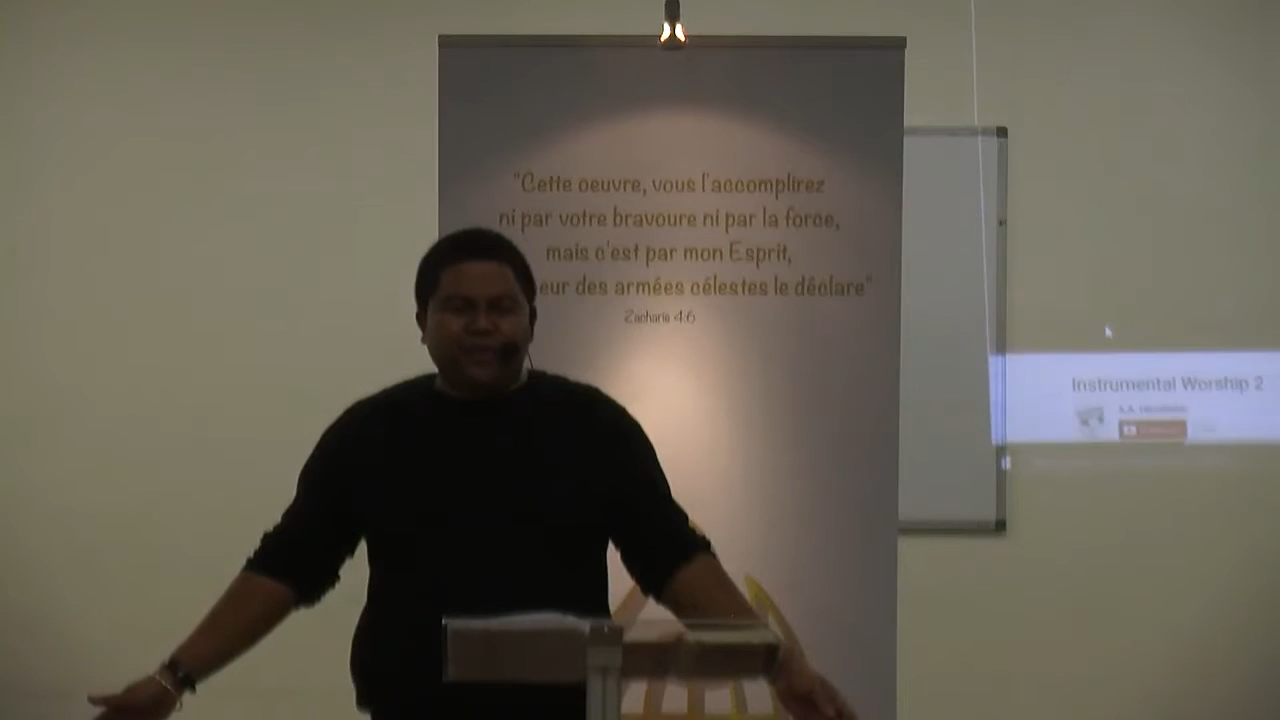 "Cette oeuvre, vous l'accomplirez
ni par votre bravoure ni par la force,
mais c'est par mon Esprit,
eur des armées célestes le déclare"
Zacharie 4:6
Instrumental Worship 2